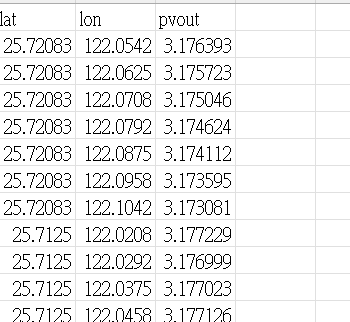 lat lon pvout
25.72083 122.0542 3.176393
25.72083 122.0625 3.175723
25.72083 122.0708 3.175046
25.72083 122.0792 3.174624
25.72083 122.0875 3.174112
25.72083 122.0958 3.173595
25.72083 122.1042 3.173081
25.7125 122.0208 3.177229
25.7125 122.0292 3.176999
25.7125 122.0375 3.177023
25.7125 122.0458 3.177126